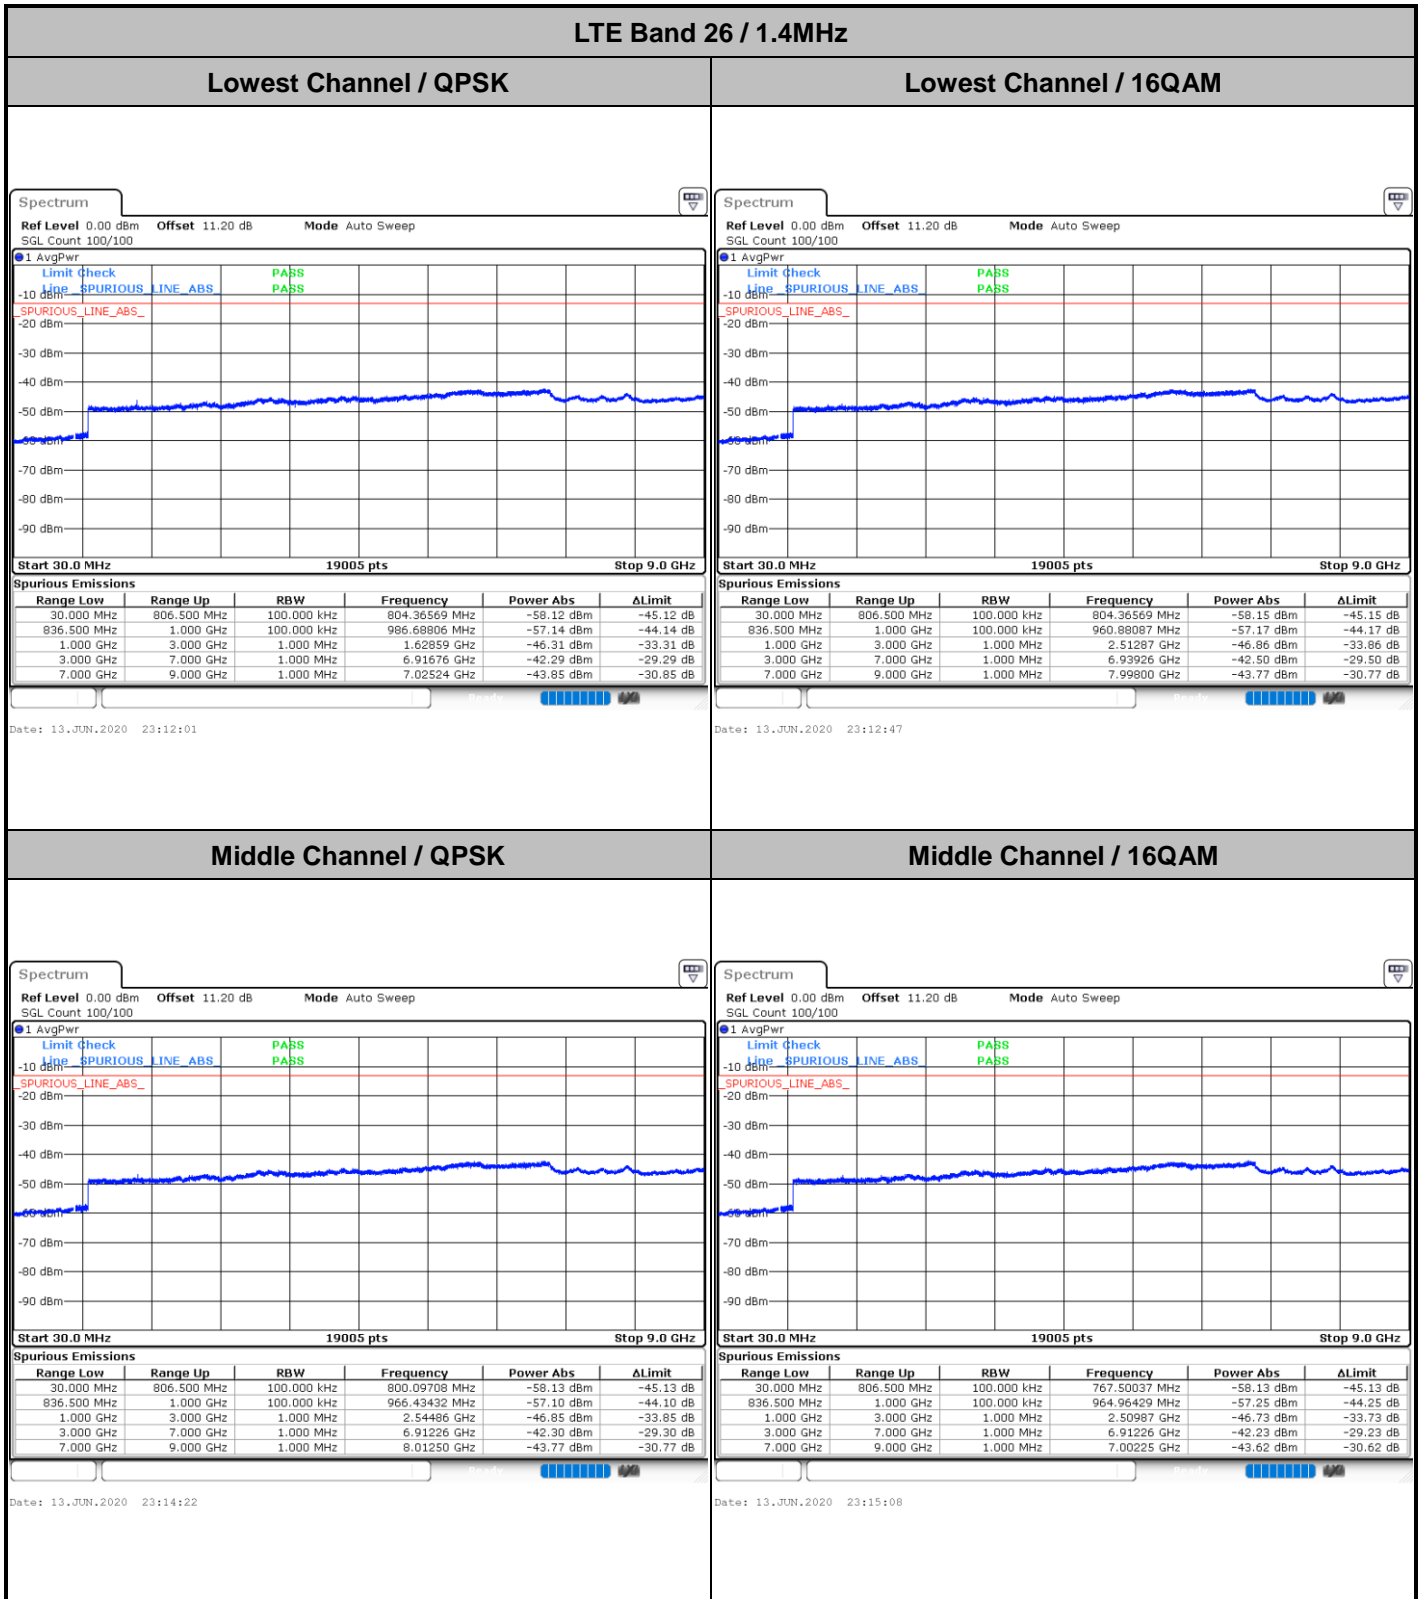 LTE Band 26 / 1.4MHz
Lowest Channel / QPSK
Lowest Channel / 16QAM
Spectrum
Ref Level 0.00 dBm Offset 11.20 dB Mode Auto Sweep
SGL Count 100/100
1 AvgPwr
Limit Check PASS
Line _SPURIOUS_LINE_ABS_ PASS
-10 dBm
_SPURIOUS_LINE_ABS_
-20 dBm
-30 dBm
-40 dBm
-50 dBm
-60 dBm
-70 dBm
-80 dBm
-90 dBm
Start 30.0 MHz 19005 pts Stop 9.0 GHz
Spurious Emissions
Range Low Range Up RBW Frequency Power Abs ΔLimit
30.000 MHz 806.500 MHz 100.000 kHz 804.36569 MHz -58.12 dBm -45.12 dB
836.500 MHz 1.000 GHz 100.000 kHz 986.68806 MHz -57.14 dBm -44.14 dB
1.000 GHz 3.000 GHz 1.000 MHz 1.62859 GHz -46.31 dBm -33.31 dB
3.000 GHz 7.000 GHz 1.000 MHz 6.91676 GHz -42.29 dBm -29.29 dB
7.000 GHz 9.000 GHz 1.000 MHz 7.02524 GHz -43.85 dBm -30.85 dB
Date: 13.JUN.2020 23:12:01
Spectrum
Ref Level 0.00 dBm Offset 11.20 dB Mode Auto Sweep
SGL Count 100/100
1 AvgPwr
Limit Check PASS
Line _SPURIOUS_LINE_ABS_ PASS
-10 dBm
_SPURIOUS_LINE_ABS_
-20 dBm
-30 dBm
-40 dBm
-50 dBm
-60 dBm
-70 dBm
-80 dBm
-90 dBm
Start 30.0 MHz 19005 pts Stop 9.0 GHz
Spurious Emissions
Range Low Range Up RBW Frequency Power Abs ΔLimit
30.000 MHz 806.500 MHz 100.000 kHz 804.36569 MHz -58.15 dBm -45.15 dB
836.500 MHz 1.000 GHz 100.000 kHz 960.88087 MHz -57.17 dBm -44.17 dB
1.000 GHz 3.000 GHz 1.000 MHz 2.51287 GHz -46.86 dBm -33.86 dB
3.000 GHz 7.000 GHz 1.000 MHz 6.93926 GHz -42.50 dBm -29.50 dB
7.000 GHz 9.000 GHz 1.000 MHz 7.99800 GHz -43.77 dBm -30.77 dB
Date: 13.JUN.2020 23:12:47
Middle Channel / QPSK
Middle Channel / 16QAM
Spectrum
Ref Level 0.00 dBm Offset 11.20 dB Mode Auto Sweep
SGL Count 100/100
1 AvgPwr
Limit Check PASS
Line _SPURIOUS_LINE_ABS_ PASS
-10 dBm
_SPURIOUS_LINE_ABS_
-20 dBm
-30 dBm
-40 dBm
-50 dBm
-60 dBm
-70 dBm
-80 dBm
-90 dBm
Start 30.0 MHz 19005 pts Stop 9.0 GHz
Spurious Emissions
Range Low Range Up RBW Frequency Power Abs ΔLimit
30.000 MHz 806.500 MHz 100.000 kHz 800.09708 MHz -58.13 dBm -45.13 dB
836.500 MHz 1.000 GHz 100.000 kHz 966.43432 MHz -57.10 dBm -44.10 dB
1.000 GHz 3.000 GHz 1.000 MHz 2.54486 GHz -46.85 dBm -33.85 dB
3.000 GHz 7.000 GHz 1.000 MHz 6.91226 GHz -42.30 dBm -29.30 dB
7.000 GHz 9.000 GHz 1.000 MHz 8.01250 GHz -43.77 dBm -30.77 dB
Date: 13.JUN.2020 23:14:22
Spectrum
Ref Level 0.00 dBm Offset 11.20 dB Mode Auto Sweep
SGL Count 100/100
1 AvgPwr
Limit Check PASS
Line _SPURIOUS_LINE_ABS_ PASS
-10 dBm
_SPURIOUS_LINE_ABS_
-20 dBm
-30 dBm
-40 dBm
-50 dBm
-60 dBm
-70 dBm
-80 dBm
-90 dBm
Start 30.0 MHz 19005 pts Stop 9.0 GHz
Spurious Emissions
Range Low Range Up RBW Frequency Power Abs ΔLimit
30.000 MHz 806.500 MHz 100.000 kHz 767.50037 MHz -58.13 dBm -45.13 dB
836.500 MHz 1.000 GHz 100.000 kHz 964.96429 MHz -57.25 dBm -44.25 dB
1.000 GHz 3.000 GHz 1.000 MHz 2.50987 GHz -46.73 dBm -33.73 dB
3.000 GHz 7.000 GHz 1.000 MHz 6.91226 GHz -42.23 dBm -29.23 dB
7.000 GHz 9.000 GHz 1.000 MHz 7.00225 GHz -43.62 dBm -30.62 dB
Date: 13.JUN.2020 23:15:08